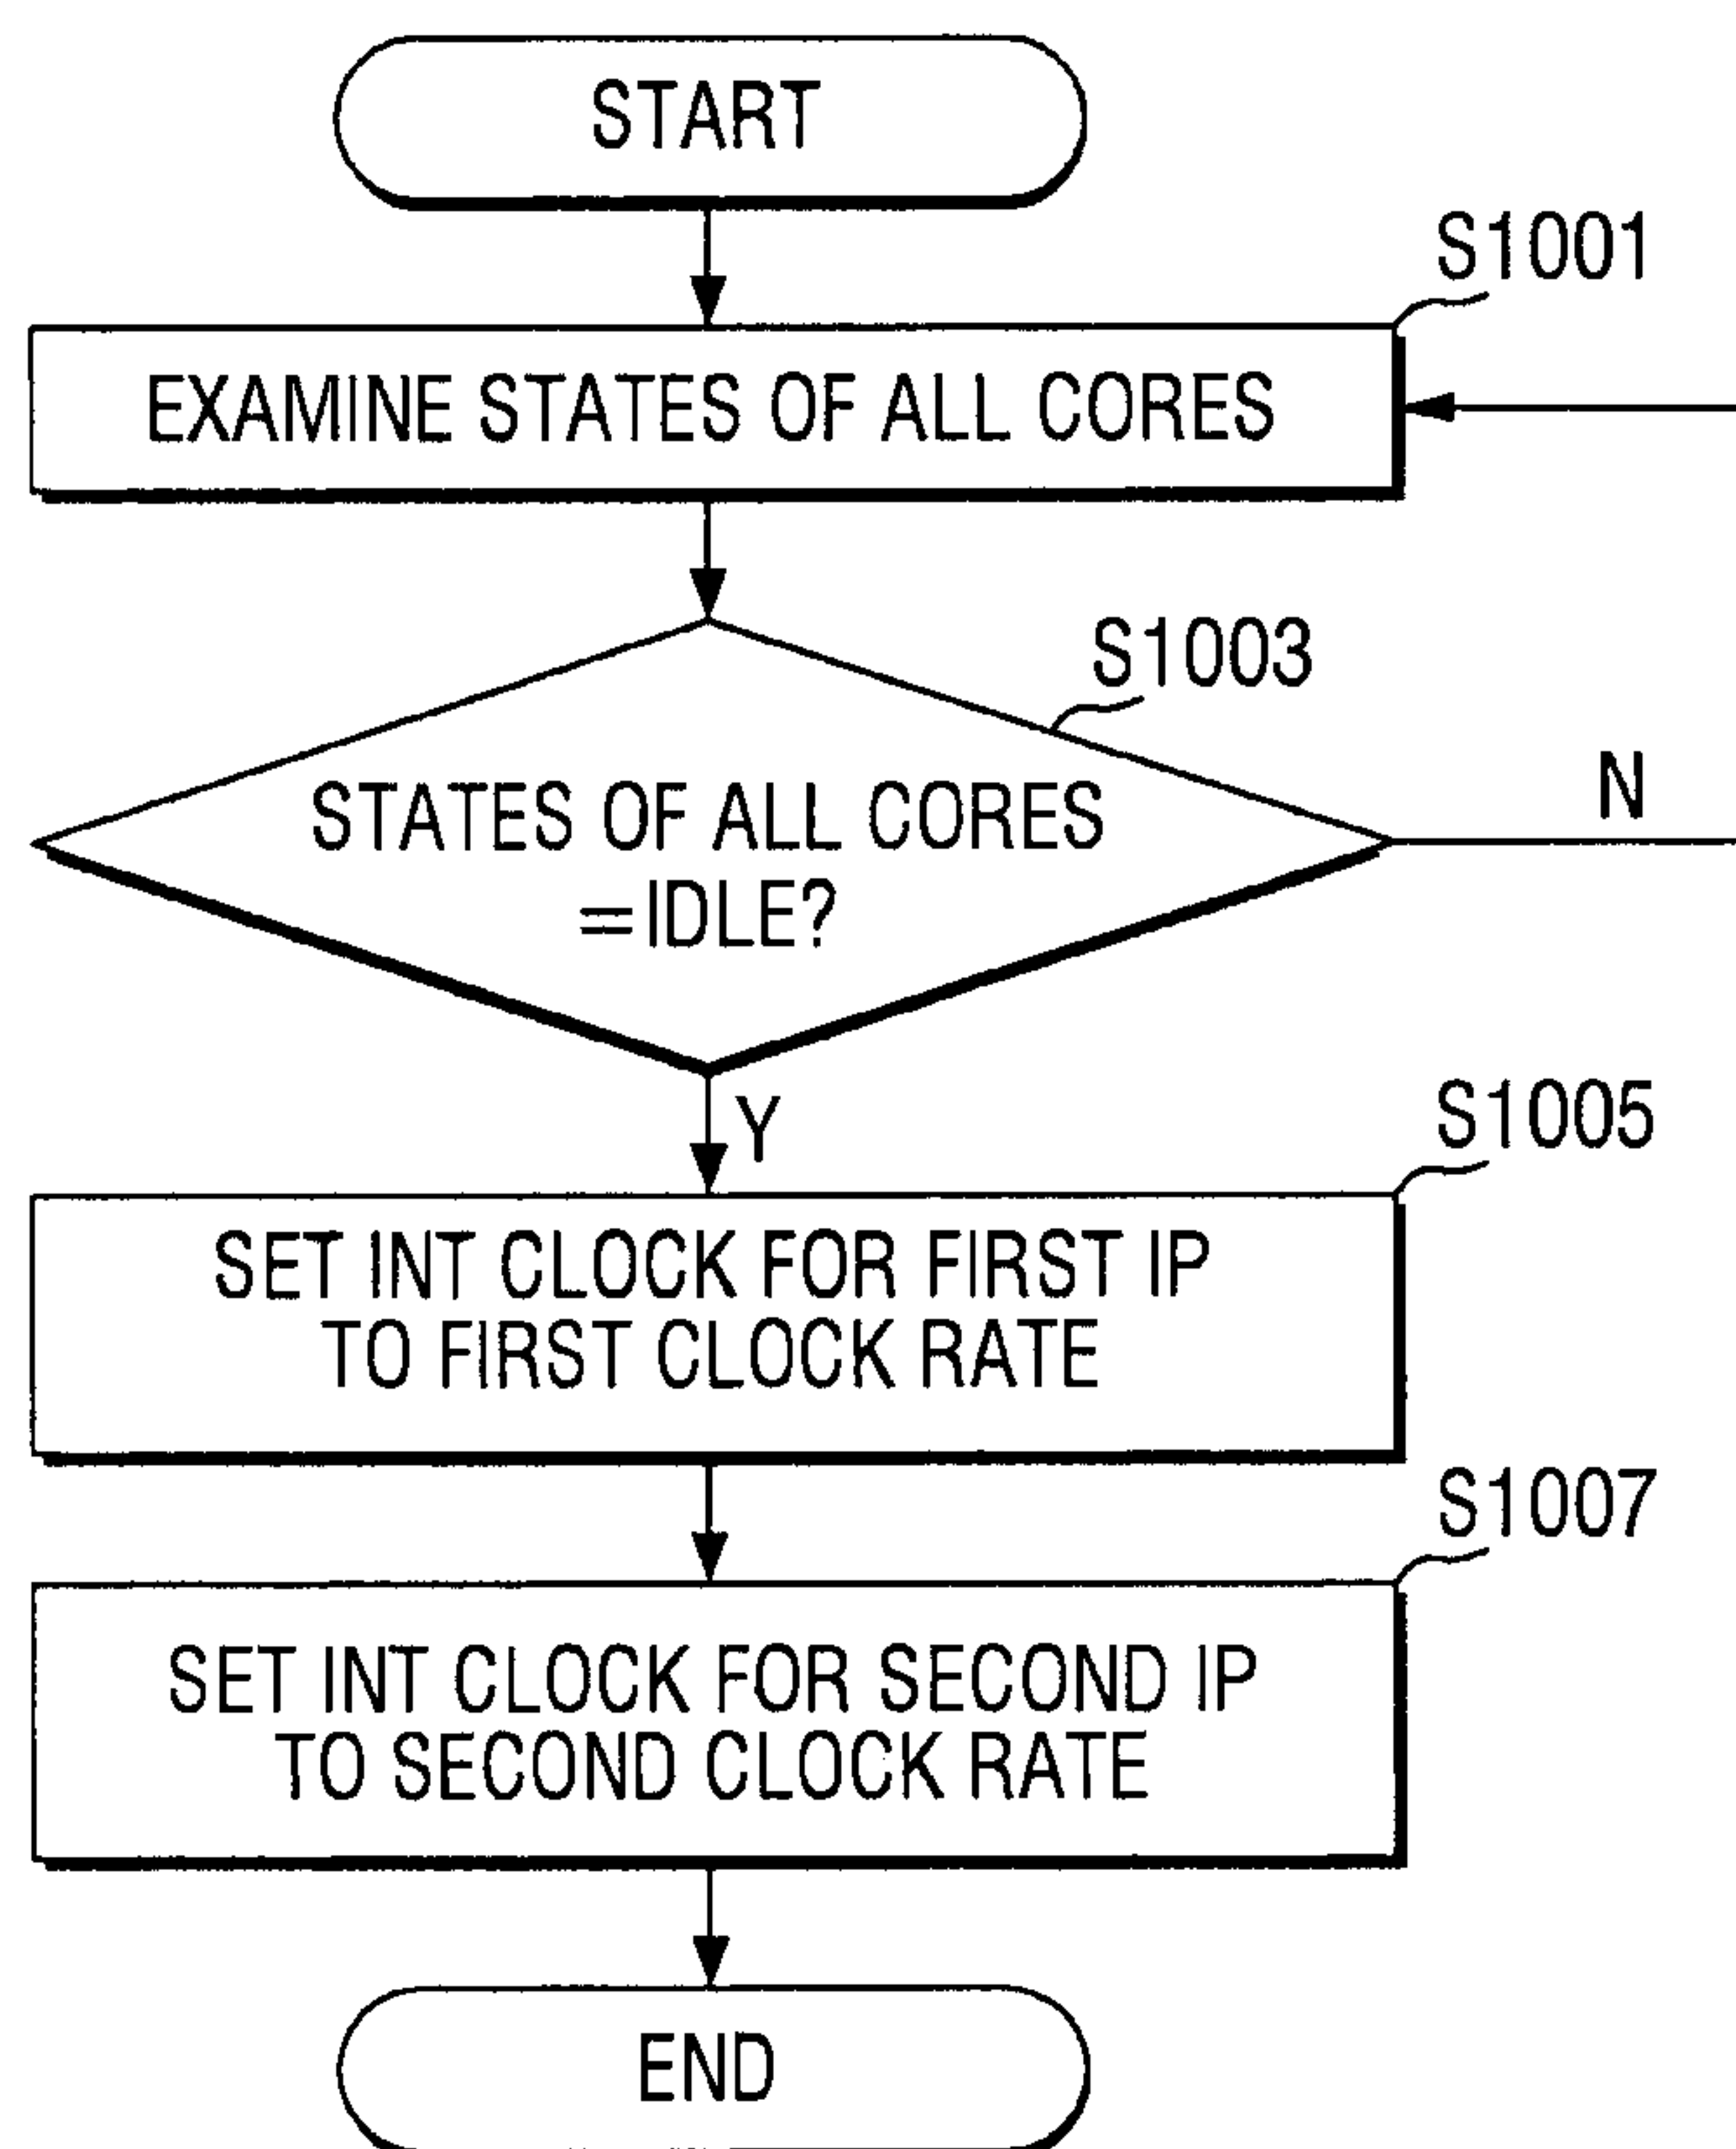 START
S1001
EXAMINE STATES OF ALL CORES
S1003
STATES OF ALL CORES
=IDLE?
N
Y
S1005
SET INT CLOCK FOR FIRST IP
TO FIRST CLOCK RATE
S1007
SET INT CLOCK FOR SECOND IP
TO SECOND CLOCK RATE
END